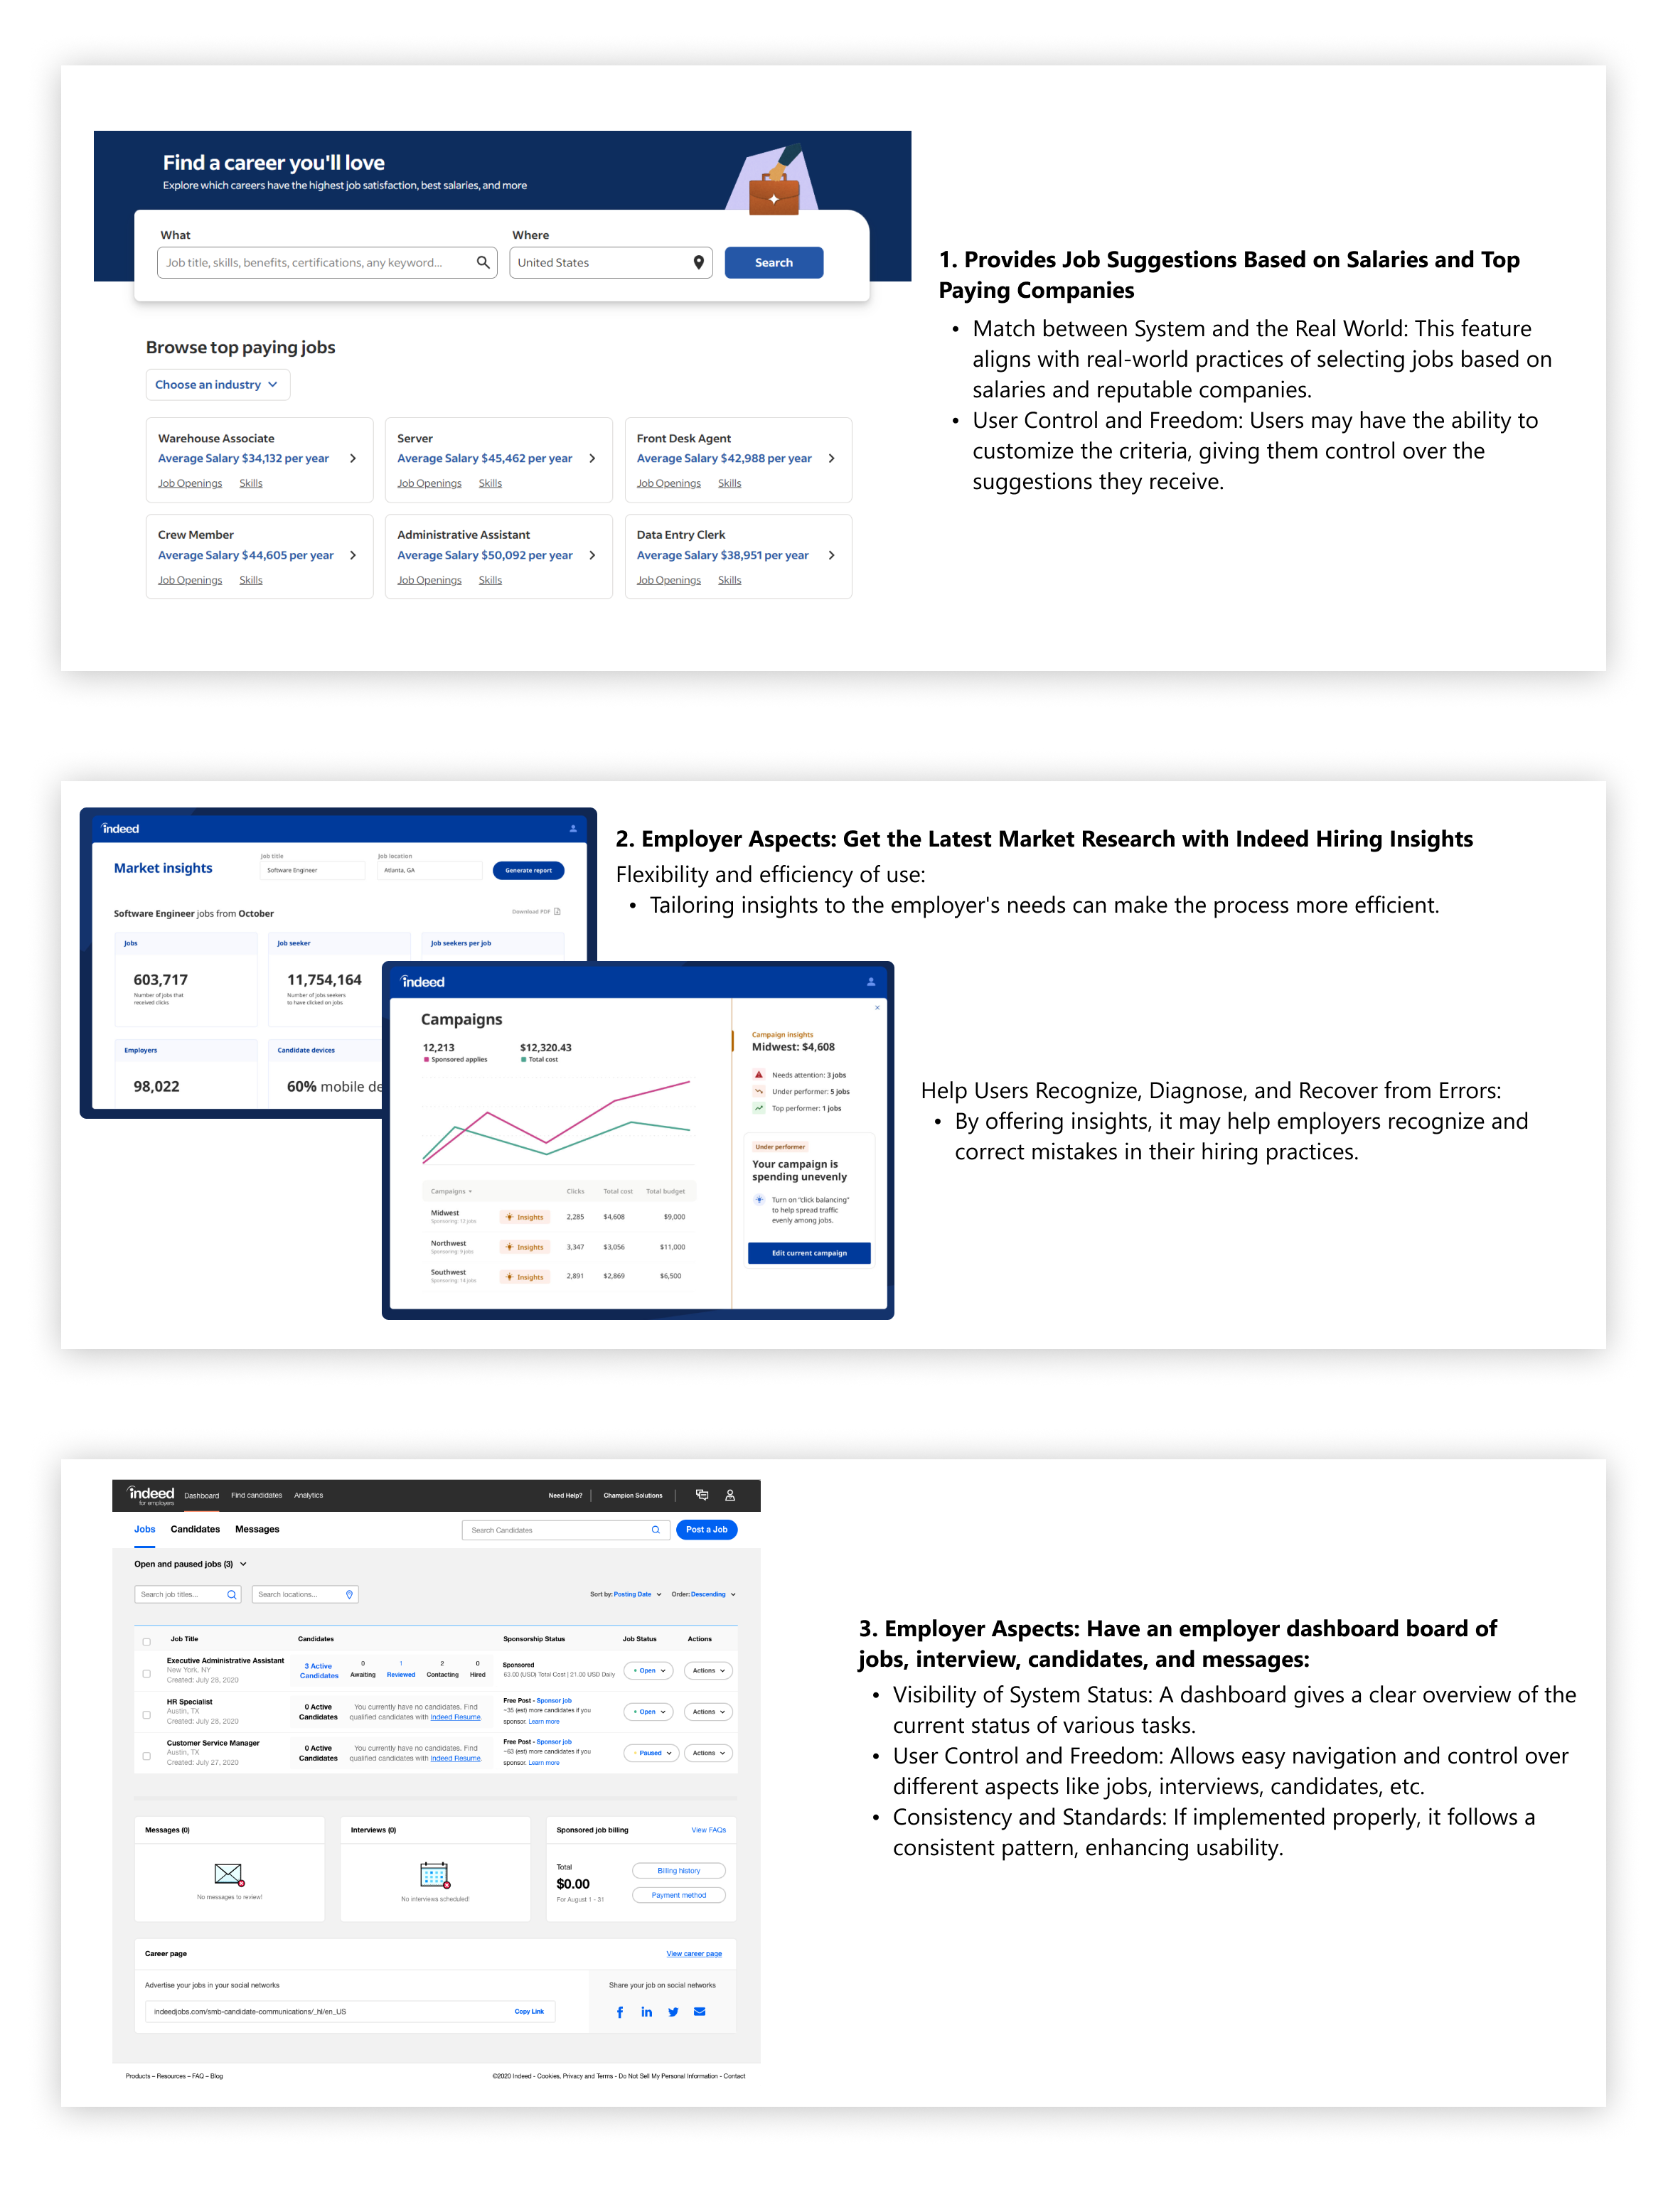 Find a career you'll love
Explore which careers have the highest job satisfaction, best salaries, and more
What
Where
Job title, skills, benefits, certifications, any keyword...
United States
Search
Browse top paying jobs
Choose an industry
Warehouse Associate
Average Salary $34,132 per year
Job Openings Skills
Server
Average Salary $45,462 per year
Job Openings Skills
Front Desk Agent
Average Salary $42,988 per year
Job Openings Skills
Crew Member
Average Salary $44,605 per year
Job Openings Skills
Administrative Assistant
Average Salary $50,092 per year
Job Openings Skills
Data Entry Clerk
Average Salary $38,951 per year
Job Openings Skills
1. Provides Job Suggestions Based on Salaries and Top
Paying Companies
• Match between System and the Real World: This feature
aligns with real-world practices of selecting jobs based on
salaries and reputable companies.
• User Control and Freedom: Users may have the ability to
customize the criteria, giving them control over the
suggestions they receive.
indeed
Market insights
Job title
Software Engineer
Job location
Atlanta, GA
Generate report
Software Engineer jobs from October
Download PDF
Jobs
603,717
Number of jobs that
received clicks
Job seeker
11,754,164
Number of jobs seekers
to have clicked on jobs
Job seekers per job
Employers
98,022
Candidate devices
60% mobile de
indeed
Campaigns
12,213
Sponsored applies
$12,320.43
Total cost
Campaigns Clicks Total cost Total budget
Midwest
Sponsoring: 12 jobs
Insights 2,285 $4,608 $9,000
Northwest
Sponsoring: 9 jobs
Insights 3,347 $3,056 $11,000
Southwest
Sponsoring: 14 jobs
Insights 2,891 $2,869 $6,500
Campaign insights
Midwest: $4,608
Needs attention: 3 jobs
Under performer: 5 jobs
Top performer: 1 jobs
Under performer
Your campaign is
spending unevenly
Turn on "click balancing"
to help spread traffic
evenly among jobs.
Edit current campaign
2. Employer Aspects: Get the Latest Market Research with Indeed Hiring Insights
Flexibility and efficiency of use:
• Tailoring insights to the employer's needs can make the process more efficient.
Help Users Recognize, Diagnose, and Recover from Errors:
• By offering insights, it may help employers recognize and
correct mistakes in their hiring practices.
indeed
for employers
Dashboard Find candidates Analytics
Need Help? Champion Solutions
Jobs Candidates Messages
Search Candidates
Post a Job
Open and paused jobs (3)
Search job titles...
Search locations...
Sort by: Posting Date Order: Descending
Job Title Candidates Sponsorship Status Job Status Actions
Executive Administrative Assistant
New York, NY
Created: July 28, 2020
3 Active
Candidates
0 1 2 0
Awaiting Reviewed Contacting Hired
Sponsored
63.00 (USD) Total Cost | 21.00 USD Daily
Open
Actions
HR Specialist
Austin, TX
Created: July 28, 2020
0 Active
Candidates
You currently have no candidates. Find
qualified candidates with Indeed Resume.
Free Post - Sponsor job
~35 (est) more candidates if you
sponsor. Learn more
Open
Actions
Customer Service Manager
Austin, TX
Created: July 27, 2020
0 Active
Candidates
You currently have no candidates. Find
qualified candidates with Indeed Resume.
Free Post - Sponsor job
~63 (est) more candidates if you
sponsor. Learn more
Paused
Actions
Messages (0)
No messages to review!
Interviews (0)
No interviews scheduled!
Sponsored job billing
View FAQs
Total
$0.00
For August 1 - 31
Billing history
Payment method
Career page
View career page
Advertise your jobs in your social networks
indeedjobs.com/smb-candidate-communications/_hl/en_US
Copy Link
Share your job on social networks
Products – Resources – FAQ – Blog
©2020 Indeed - Cookies, Privacy and Terms - Do Not Sell My Personal Information - Contact
3. Employer Aspects: Have an employer dashboard board of
jobs, interview, candidates, and messages:
• Visibility of System Status: A dashboard gives a clear overview of the
current status of various tasks.
• User Control and Freedom: Allows easy navigation and control over
different aspects like jobs, interviews, candidates, etc.
• Consistency and Standards: If implemented properly, it follows a
consistent pattern, enhancing usability.